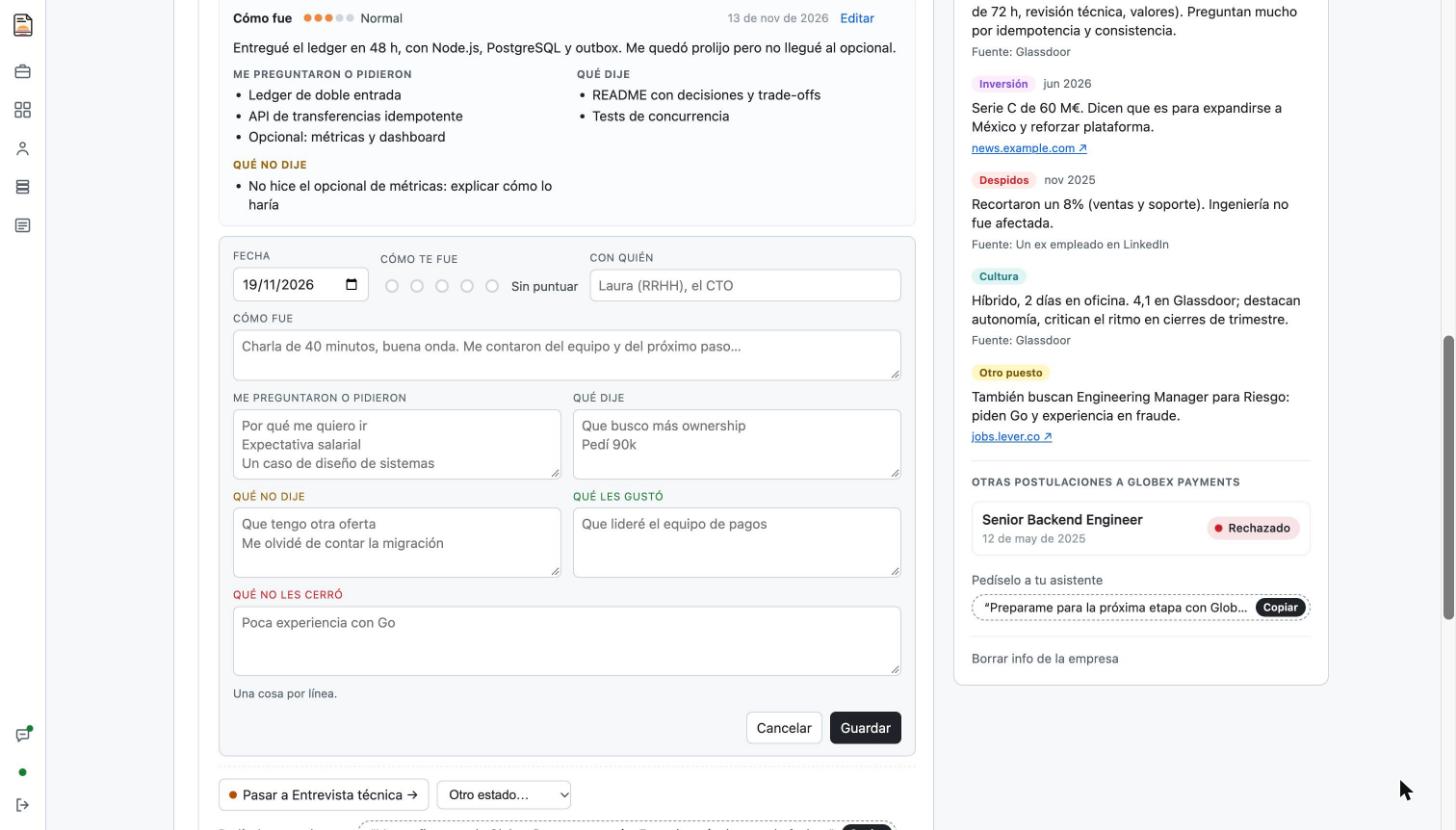 Cómo fue
Normal
13 de nov de 2026
Editar
Entregué el ledger en 48 h, con Node.js, PostgreSQL y outbox. Me quedó prolijo pero no llegué al opcional.
ME PREGUNTARON O PIDIERON
• Ledger de doble entrada
• API de transferencias idempotente
• Opcional: métricas y dashboard
QUÉ DIJE
• README con decisiones y trade-offs
• Tests de concurrencia
QUÉ NO DIJE
• No hice el opcional de métricas: explicar cómo lo
haría
FECHA
19/11/2026
CÓMO TE FUE
Sin puntuar
CON QUIÉN
Laura (RRHH), el CTO
CÓMO FUE
Charla de 40 minutos, buena onda. Me contaron del equipo y del próximo paso...
ME PREGUNTARON O PIDIERON
Por qué me quiero ir
Expectativa salarial
Un caso de diseño de sistemas
QUÉ DIJE
Que busco más ownership
Pedí 90k
QUÉ NO DIJE
Que tengo otra oferta
Me olvidé de contar la migración
QUÉ LES GUSTÓ
Que lideré el equipo de pagos
QUÉ NO LES CERRÓ
Poca experiencia con Go
Una cosa por línea.
Cancelar
Guardar
Pasar a Entrevista técnica →
Otro estado...
de 72 h, revisión técnica, valores). Preguntan mucho
por idempotencia y consistencia.
Fuente: Glassdoor
Inversión
jun 2026
Serie C de 60 M€. Dicen que es para expandirse a
México y reforzar plataforma.
news.example.com ↗
Despidos
nov 2025
Recortaron un 8% (ventas y soporte). Ingeniería no
fue afectada.
Fuente: Un ex empleado en LinkedIn
Cultura
Híbrido, 2 días en oficina. 4,1 en Glassdoor; destacan
autonomía, critican el ritmo en cierres de trimestre.
Fuente: Glassdoor
Otro puesto
También buscan Engineering Manager para Riesgo:
piden Go y experiencia en fraude.
jobs.lever.co ↗
OTRAS POSTULACIONES A GLOBEX PAYMENTS
Senior Backend Engineer
12 de may de 2025
Rechazado
Pedíselo a tu asistente
“Preparame para la próxima etapa con Glob...
Copiar
Borrar info de la empresa